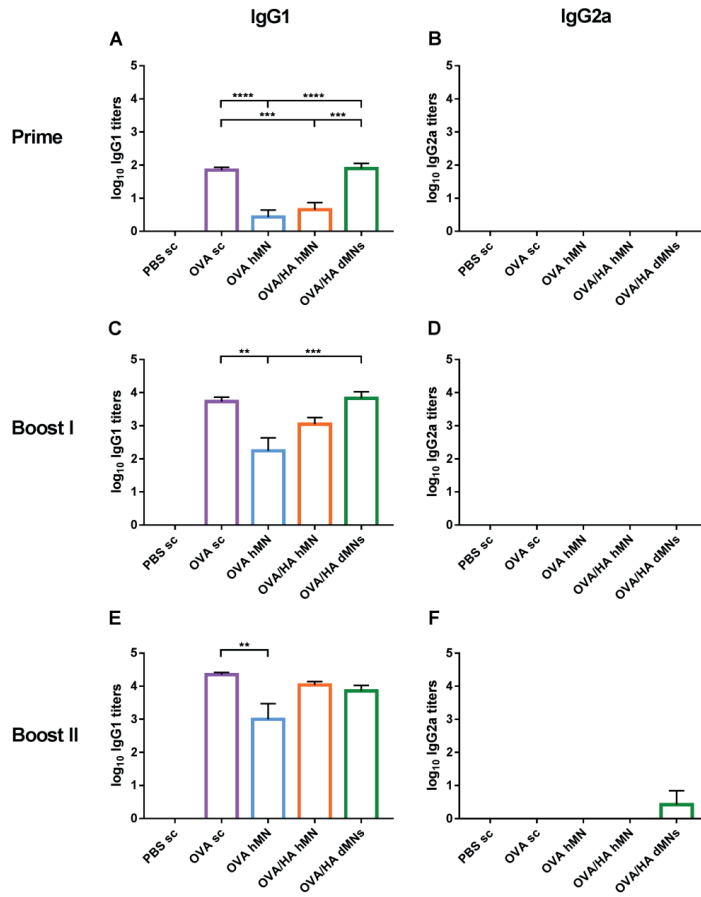 IgG1
IgG2a
Prime
A
log10 IgG1 titers
5
4
3
2
1
0
****
****
***
***
PBS sc
OVA sc
OVA hMN
OVA/HA hMN
OVA/HA dMNs
B
log10 IgG2a titers
5
4
3
2
1
0
PBS sc
OVA sc
OVA hMN
OVA/HA hMN
OVA/HA dMNs
Boost I
C
log10 IgG1 titers
5
4
3
2
1
0
**
***
PBS sc
OVA sc
OVA hMN
OVA/HA hMN
OVA/HA dMNs
D
log10 IgG2a titers
5
4
3
2
1
0
PBS sc
OVA sc
OVA hMN
OVA/HA hMN
OVA/HA dMNs
Boost II
E
log10 IgG1 titers
5
4
3
2
1
0
**
PBS sc
OVA sc
OVA hMN
OVA/HA hMN
OVA/HA dMNs
F
log10 IgG2a titers
5
4
3
2
1
0
PBS sc
OVA sc
OVA hMN
OVA/HA hMN
OVA/HA dMNs